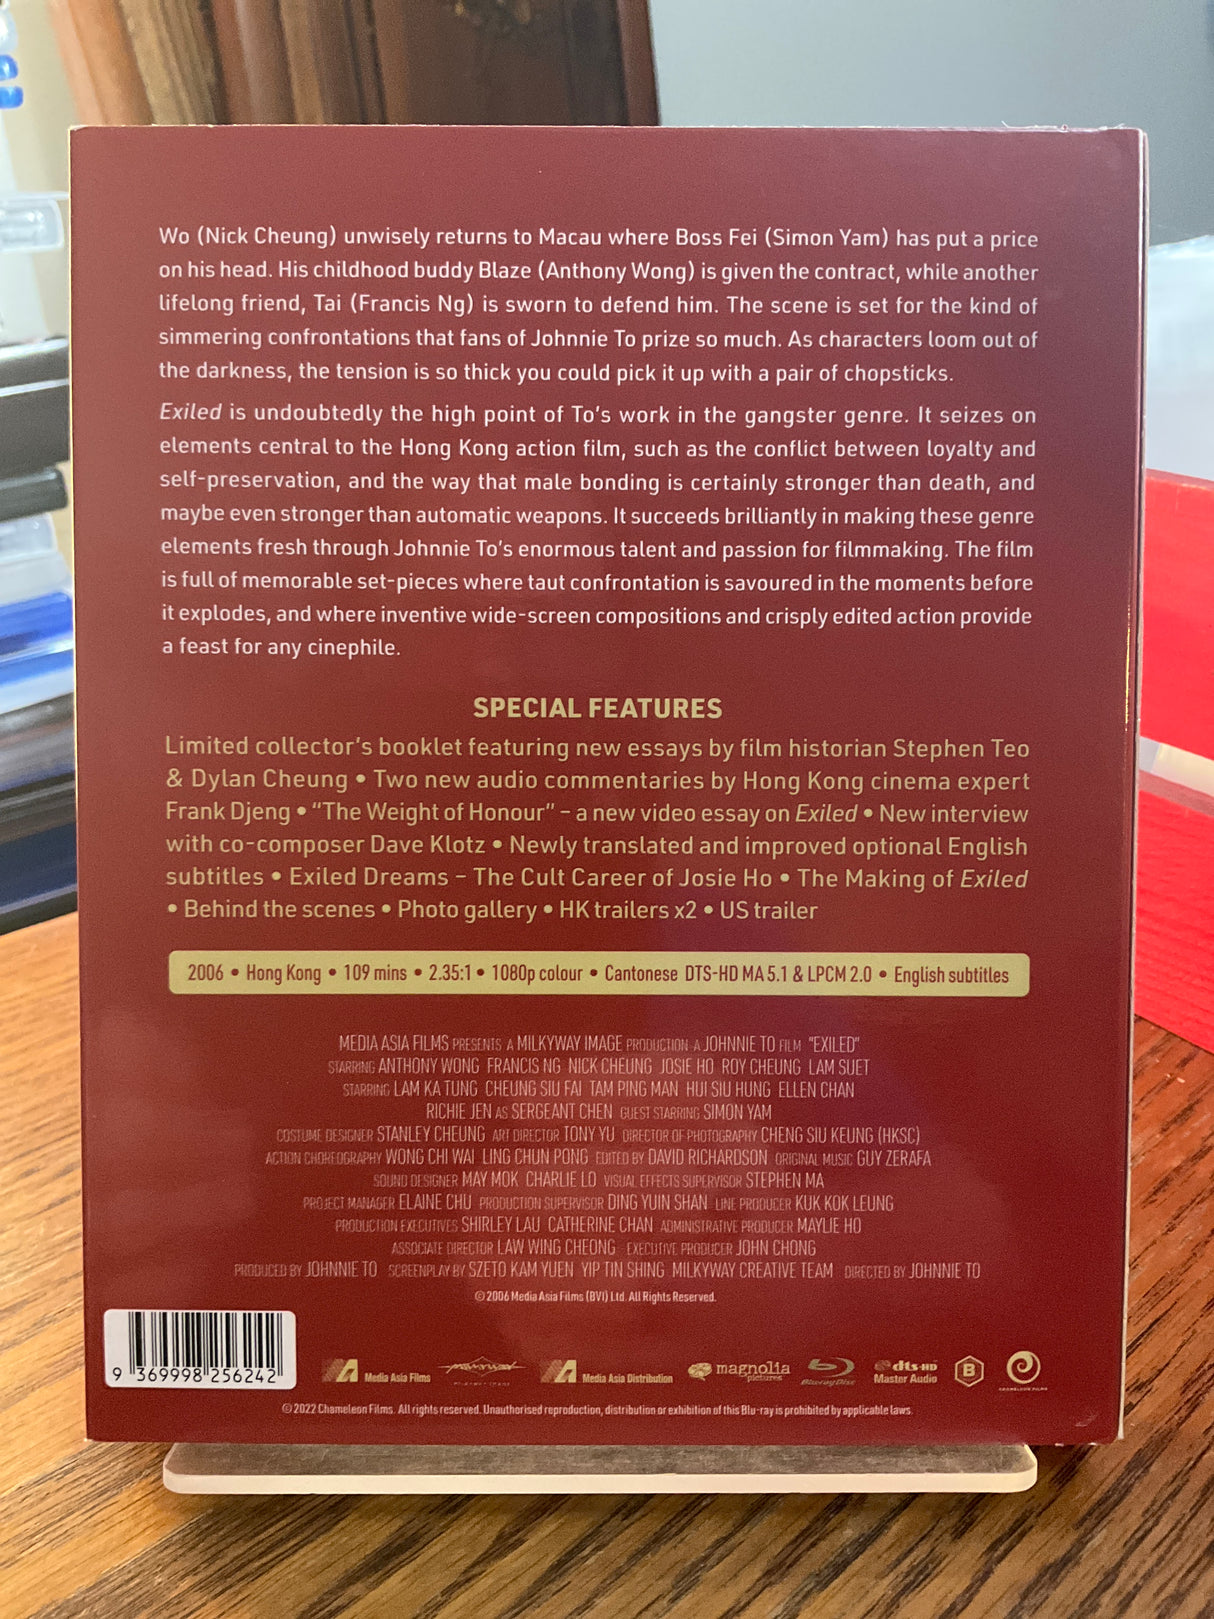 Wo (Nick Cheung) unwisely returns to Macau where Boss Fei (Simon Yam) has put a price
on his head. His childhood buddy Blaze (Anthony Wong) is given the contract, while another
lifelong friend, Tai (Francis Ng) is sworn to defend him. The scene is set for the kind of
simmering confrontations that fans of Johnnie To prize so much. As characters loom out of
the darkness, the tension is so thick you could pick it up with a pair of chopsticks.
Exiled is undoubtedly the high point of To's work in the gangster genre. It seizes on
elements central to the Hong Kong action film, such as the conflict between loyalty and
self-preservation, and the way that male bonding is certainly stronger than death, and
maybe even stronger than automatic weapons. It succeeds brilliantly in making these genre
elements fresh through Johnnie To's enormous talent and passion for filmmaking. The film
is full of memorable set-pieces where taut confrontation is savoured in the moments before
it explodes, and where inventive wide-screen compositions and crisply edited action provide
a feast for any cinephile.
SPECIAL FEATURES
Limited collector's booklet featuring new essays by film historian Stephen Teo
& Dylan Cheung • Two new audio commentaries by Hong Kong cinema expert
Frank Djeng • "The Weight of Honour" – a new video essay on Exiled • New interview
with co-composer Dave Klotz • Newly translated and improved optional English
subtitles • Exiled Dreams – The Cult Career of Josie Ho • The Making of Exiled
• Behind the scenes • Photo gallery • HK trailers x2 • US trailer
2006 • Hong Kong • 109 mins • 2.35:1 • 1080p colour • Cantonese DTS-HD MA 5.1 & LPCM 2.0 • English subtitles
MEDIA ASIA FILMS PRESENTS A MILKYWAY IMAGE PRODUCTION A JOHNNIE TO FILM "EXILED"
STARRING ANTHONY WONG FRANCIS NG NICK CHEUNG JOSIE HO ROY CHEUNG LAM SUET
STARRING LAM KA TUNG CHEUNG SIU FAI TAM PING MAN HUI SIU HUNG ELLEN CHAN
RICHIE JEN AS SERGEANT CHEN GUEST STARRING SIMON YAM
COSTUME DESIGNER STANLEY CHEUNG ART DIRECTOR TONY YU DIRECTOR OF PHOTOGRAPHY CHENG SIU KEUNG (HKSC)
ACTION CHOREOGRAPHY WONG CHI WAI LING CHUN PONG EDITED BY DAVID RICHARDSON ORIGINAL MUSIC GUY ZERAFA
SOUND DESIGNER MAY MOK CHARLIE LO VISUAL EFFECTS SUPERVISOR STEPHEN MA
PROJECT MANAGER ELAINE CHU PRODUCTION SUPERVISOR DING YUIN SHAN LINE PRODUCER KUK KOK LEUNG
PRODUCTION EXECUTIVES SHIRLEY LAU CATHERINE CHAN ADMINISTRATIVE PRODUCER MAYLIE HO
ASSOCIATE DIRECTOR LAW WING CHEONG EXECUTIVE PRODUCER JOHN CHONG
PRODUCED BY JOHNNIE TO SCREENPLAY BY SZETO KAM YUEN YIP TIN SHING MILKYWAY CREATIVE TEAM DIRECTED BY JOHNNIE TO
©2006 Media Asia Films (BVI) Ltd. All Rights Reserved.
9 369998 256242
Media Asia Films Media Asia Distribution magnolia pictures Blu-ray Disc dts-HD Master Audio B CHAMELEON FILMS
©2022 Chameleon Films. All rights reserved. Unauthorised reproduction, distribution or exhibition of this Blu-ray is prohibited by applicable laws.